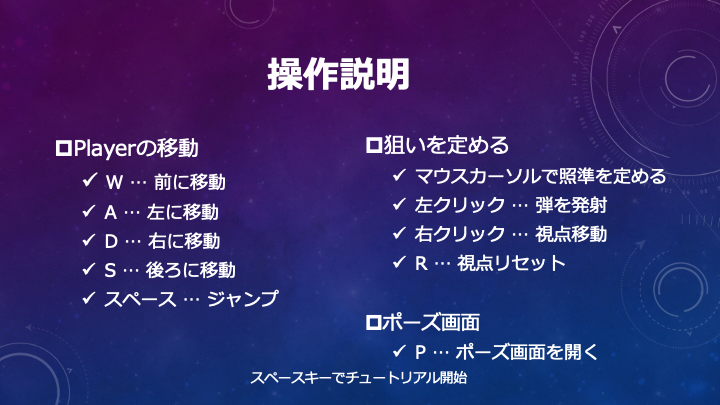 操作説明
Playerの移動
W … 前に移動
A … 左に移動
D … 右に移動
S … 後ろに移動
スペース … ジャンプ
狙いを定める
マウスカーソルで照準を定める
左クリック … 弾を発射
右クリック … 視点移動
R … 視点リセット
ポーズ画面
P … ポーズ画面を開く
スペースキーでチュートリアル開始